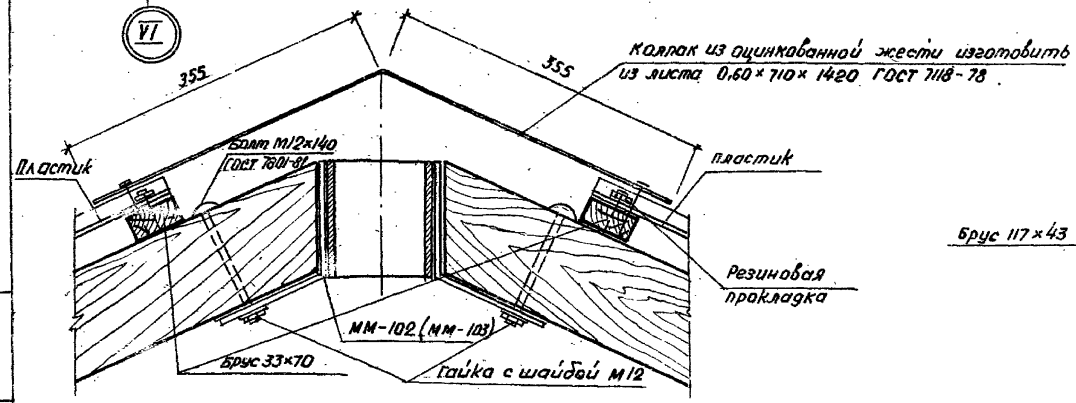 VI
355
355
Колпак из оцинкованной жести изготовить
из листа 0,60 × 710 × 1420 ГОСТ 7118-78.
Болт М12×140
ГОСТ 7801-81
Пластик
пластик
Брус 117×43
Резиновая
прокладка
ММ-102 (ММ-103)
Брус 33×70
Гайка с шайбой М12